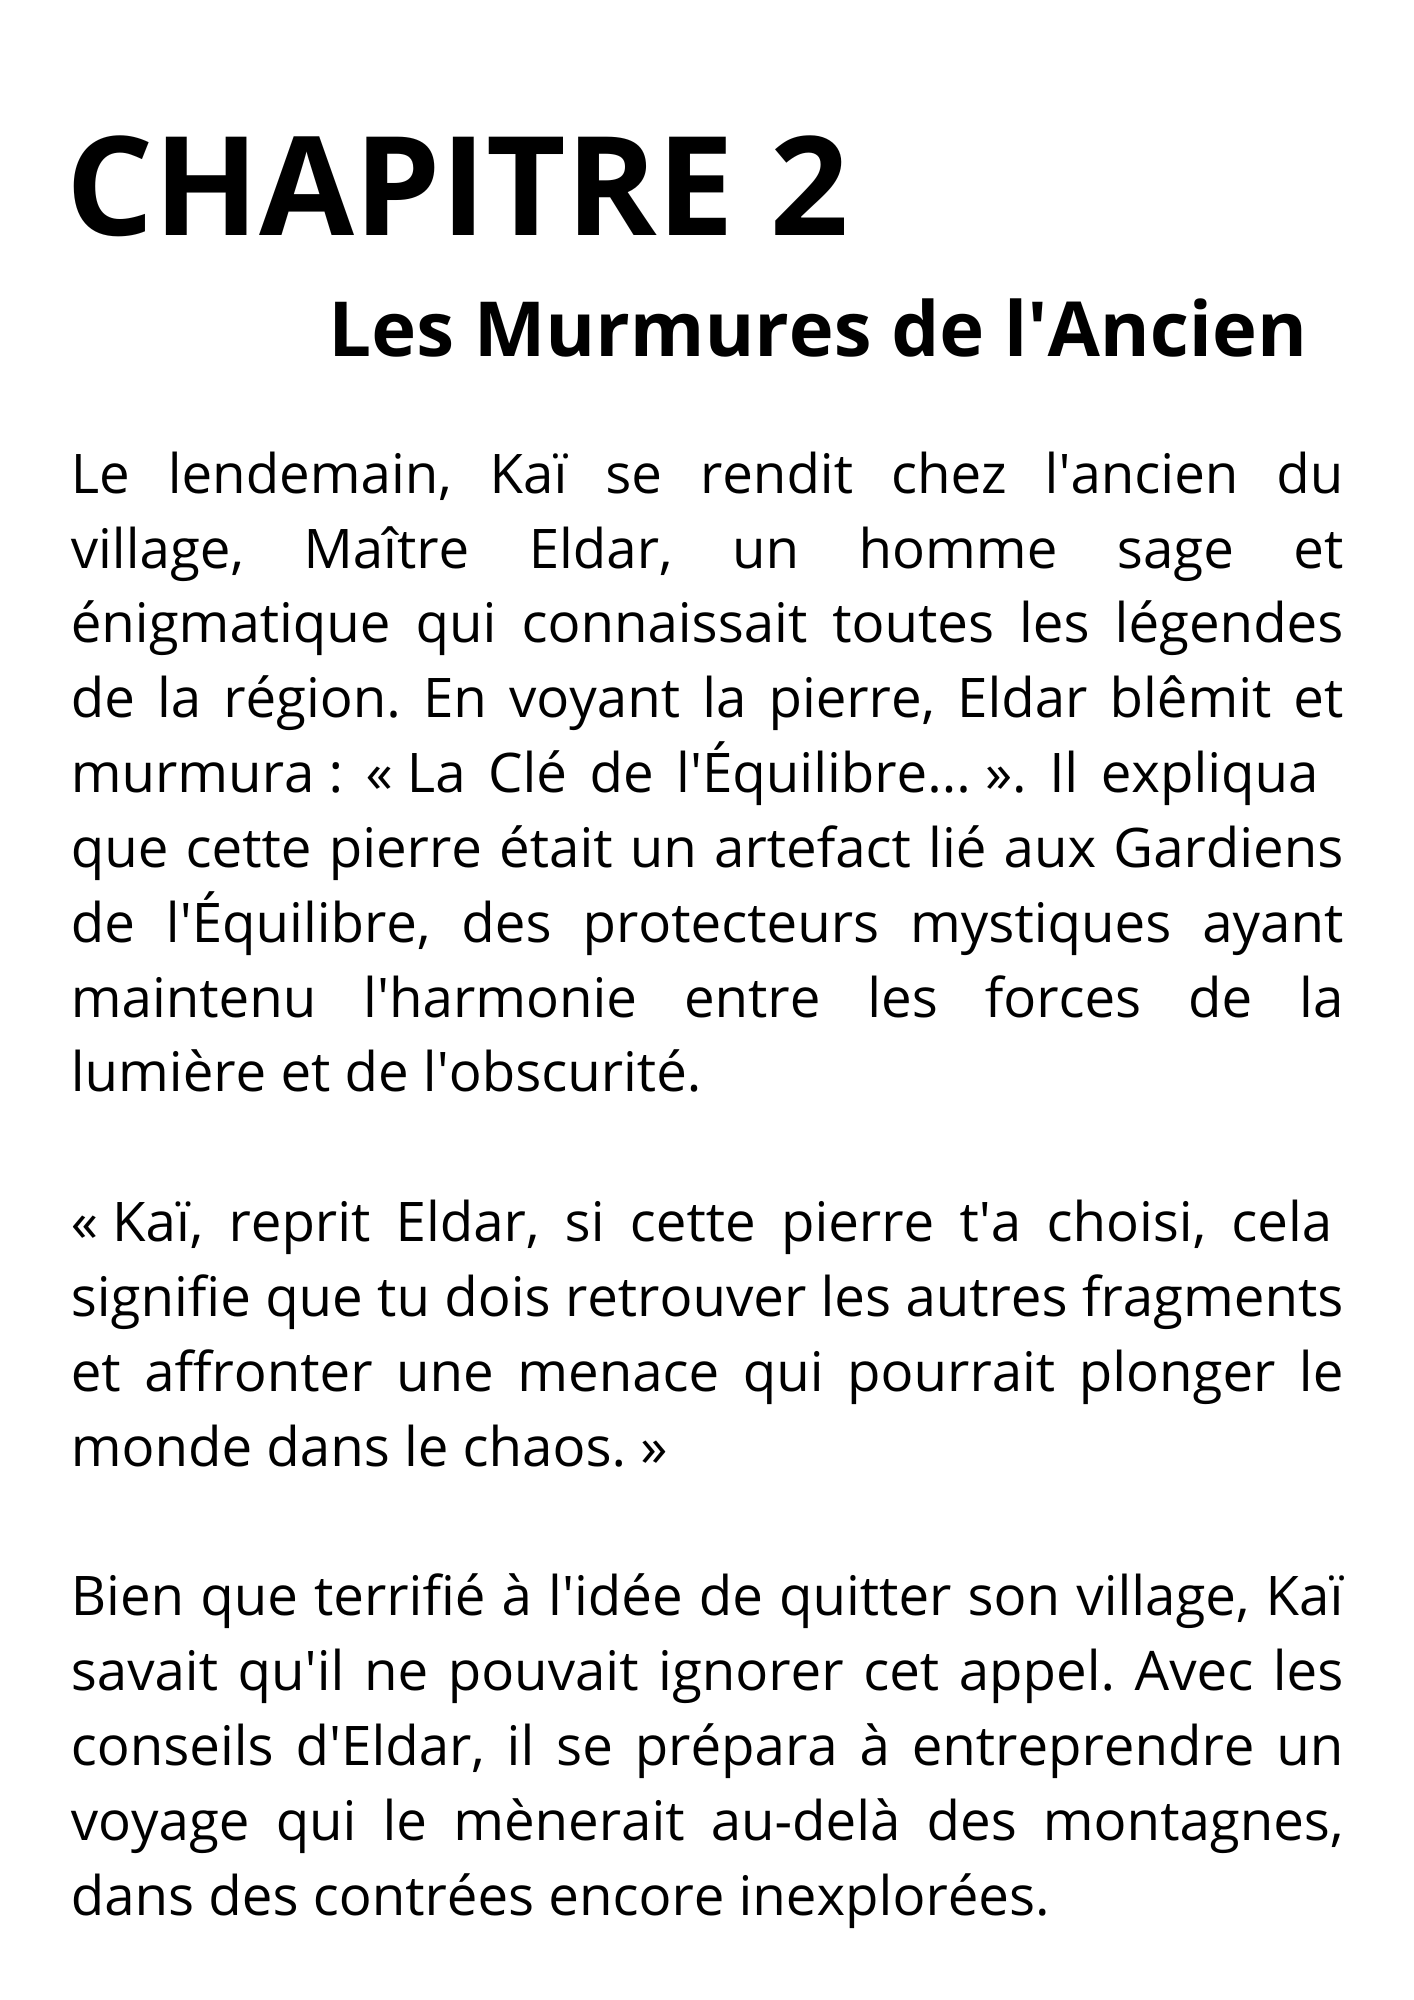 CHAPITRE 2
Les Murmures de l'Ancien
Le lendemain, Kaï se rendit chez l'ancien du
village, Maître Eldar, un homme sage et
énigmatique qui connaissait toutes les légendes
de la région. En voyant la pierre, Eldar blêmit et
murmura : « La Clé de l'Équilibre... ». Il expliqua
que cette pierre était un artefact lié aux Gardiens
de l'Équilibre, des protecteurs mystiques ayant
maintenu l'harmonie entre les forces de la
lumière et de l'obscurité.
« Kaï, reprit Eldar, si cette pierre t'a choisi, cela
signifie que tu dois retrouver les autres fragments
et affronter une menace qui pourrait plonger le
monde dans le chaos. »
Bien que terrifié à l'idée de quitter son village, Kaï
savait qu'il ne pouvait ignorer cet appel. Avec les
conseils d'Eldar, il se prépara à entreprendre un
voyage qui le mènerait au-delà des montagnes,
dans des contrées encore inexplorées.